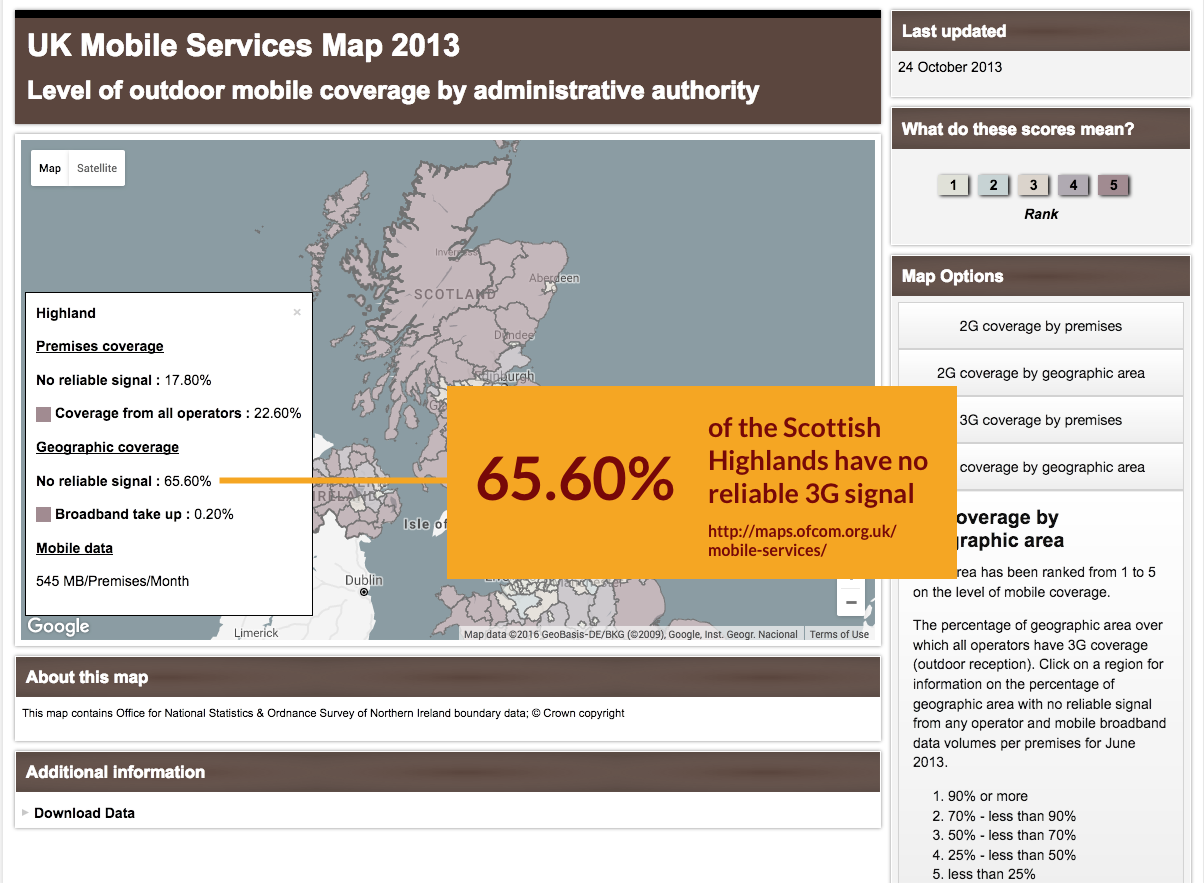 UK Mobile Services Map 2013
Level of outdoor mobile coverage by administrative authority
Map
Satellite
Inverness
Aberdeen
SCOTLAND
Dundee
Edinburgh
Highland
×
Premises coverage
No reliable signal : 17.80%
Coverage from all operators : 22.60%
Geographic coverage
No reliable signal : 65.60%
Broadband take up : 0.20%
Mobile data
545 MB/Premises/Month
65.60%
of the Scottish
Highlands have no
reliable 3G signal
http://maps.ofcom.org.uk/
mobile-services/
IRELAND
Isle of
Dublin
Limerick
Google
Map data ©2016 GeoBasis-DE/BKG (©2009), Google, Inst. Geogr. Nacional
Terms of Use
About this map
This map contains Office for National Statistics & Ordnance Survey of Northern Ireland boundary data; © Crown copyright
Additional information
Download Data
Last updated
24 October 2013
What do these scores mean?
1 2 3 4 5
Rank
Map Options
2G coverage by premises
2G coverage by geographic area
3G coverage by premises
coverage by geographic area
overage by
graphic area
rea has been ranked from 1 to 5
on the level of mobile coverage.
The percentage of geographic area over
which all operators have 3G coverage
(outdoor reception). Click on a region for
information on the percentage of
geographic area with no reliable signal
from any operator and mobile broadband
data volumes per premises for June
2013.
1. 90% or more
2. 70% - less than 90%
3. 50% - less than 70%
4. 25% - less than 50%
5. less than 25%